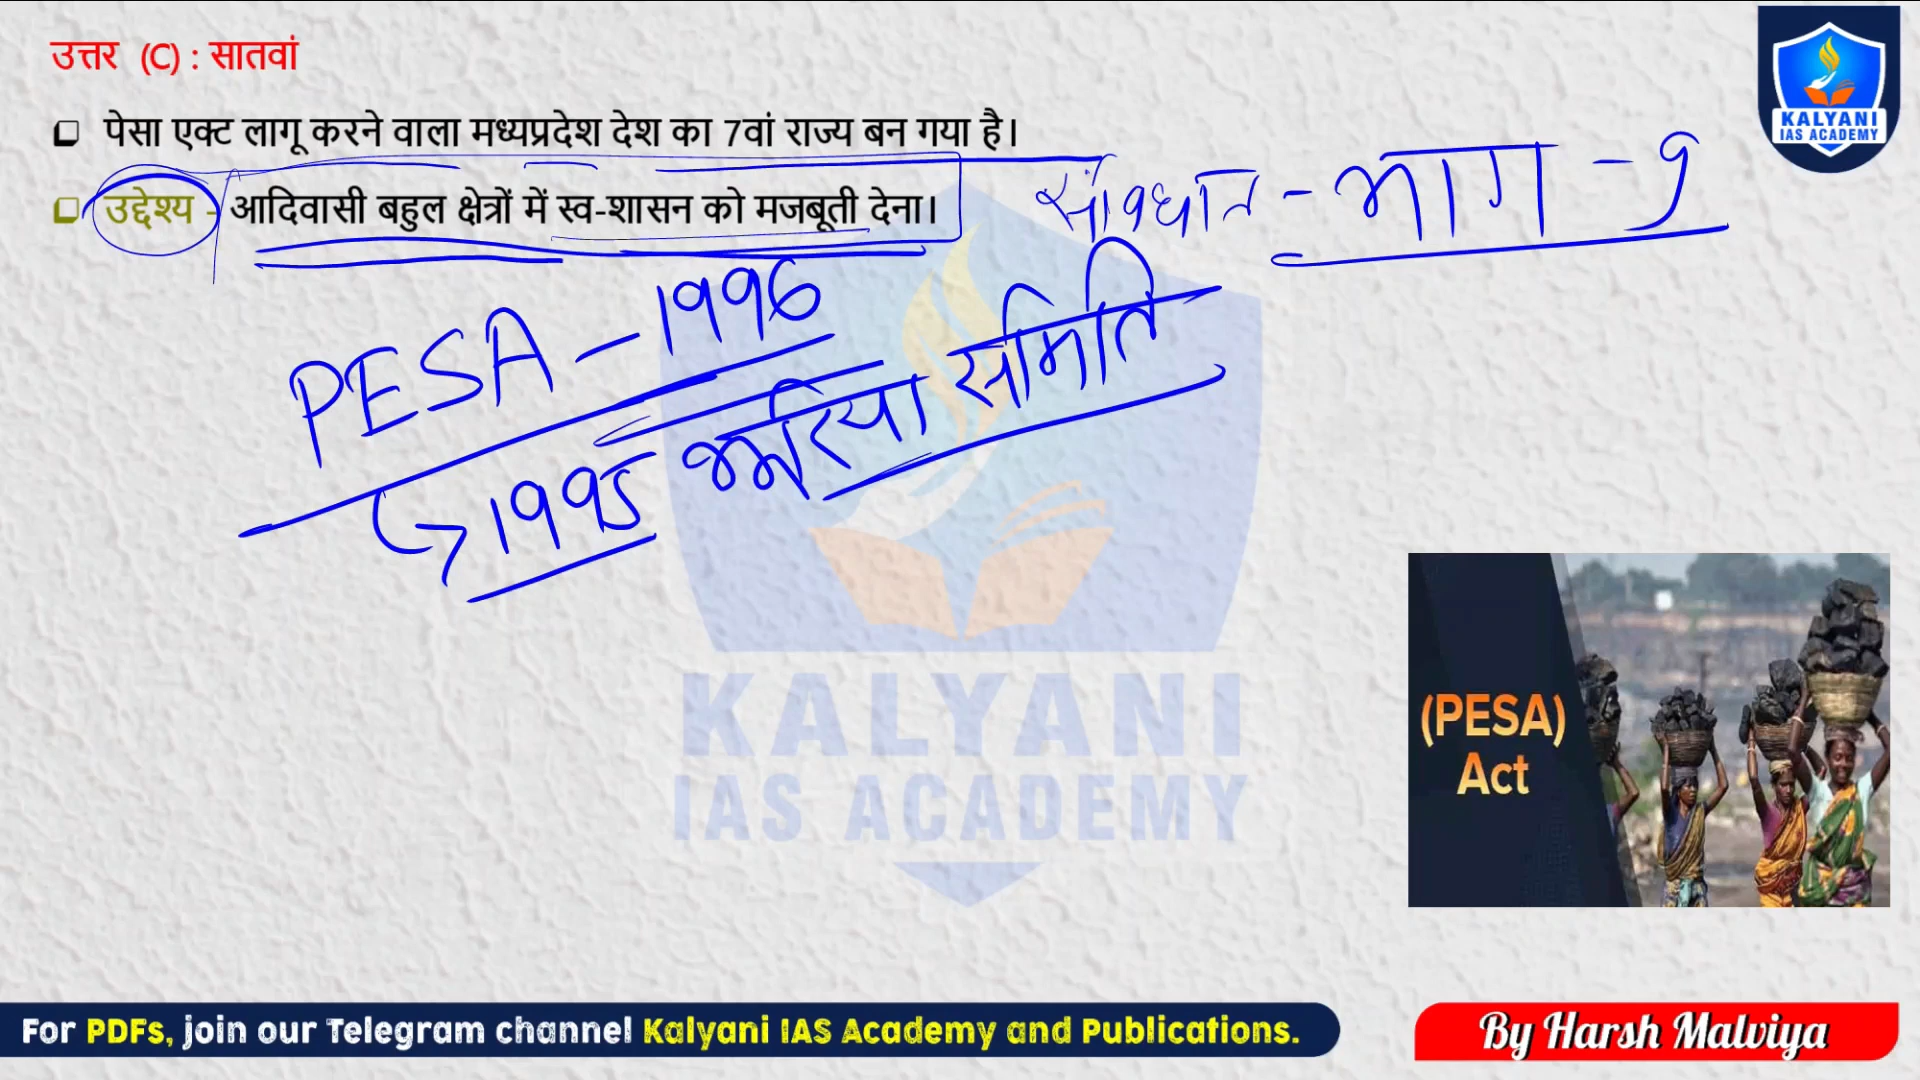 उत्तर (C) : सातवां
पेसा एक्ट लागू करने वाला मध्यप्रदेश देश का 7वां राज्य बन गया है।
उद्देश्य - आदिवासी बहुल क्षेत्रों में स्व-शासन को मजबूती देना।
संविधान - भाग - 9
PESA - 1996
1995 भूरिया समिति
KALYANI
IAS ACADEMY
KALYANI
IAS ACADEMY
(PESA)
Act
For PDFs, join our Telegram channel Kalyani IAS Academy and Publications.
By Harsh Malviya